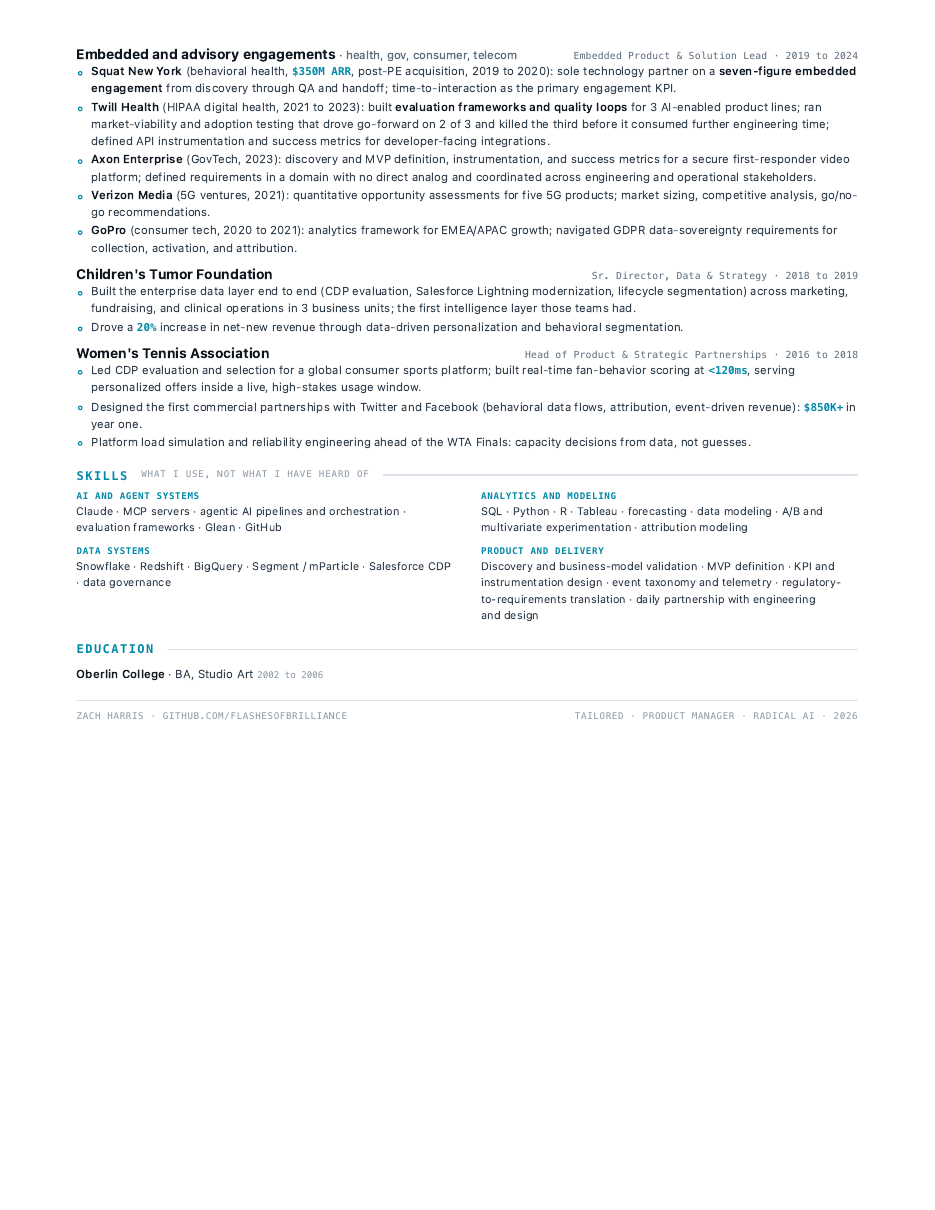 Embedded and advisory engagements · health, gov, consumer, telecom Embedded Product & Solution Lead · 2019 to 2024
Squat New York (behavioral health, $350M ARR, post-PE acquisition, 2019 to 2020): sole technology partner on a seven-figure embedded
engagement from discovery through QA and handoff; time-to-interaction as the primary engagement KPI.
Twill Health (HIPAA digital health, 2021 to 2023): built evaluation frameworks and quality loops for 3 AI-enabled product lines; ran
market-viability and adoption testing that drove go-forward on 2 of 3 and killed the third before it consumed further engineering time;
defined API instrumentation and success metrics for developer-facing integrations.
Axon Enterprise (GovTech, 2023): discovery and MVP definition, instrumentation, and success metrics for a secure first-responder video
platform; defined requirements in a domain with no direct analog and coordinated across engineering and operational stakeholders.
Verizon Media (5G ventures, 2021): quantitative opportunity assessments for five 5G products; market sizing, competitive analysis, go/no-
go recommendations.
GoPro (consumer tech, 2020 to 2021): analytics framework for EMEA/APAC growth; navigated GDPR data-sovereignty requirements for
collection, activation, and attribution.
Children's Tumor Foundation Sr. Director, Data & Strategy · 2018 to 2019
Built the enterprise data layer end to end (CDP evaluation, Salesforce Lightning modernization, lifecycle segmentation) across marketing,
fundraising, and clinical operations in 3 business units; the first intelligence layer those teams had.
Drove a 20% increase in net-new revenue through data-driven personalization and behavioral segmentation.
Women's Tennis Association Head of Product & Strategic Partnerships · 2016 to 2018
Led CDP evaluation and selection for a global consumer sports platform; built real-time fan-behavior scoring at <120ms, serving
personalized offers inside a live, high-stakes usage window.
Designed the first commercial partnerships with Twitter and Facebook (behavioral data flows, attribution, event-driven revenue): $850K+ in
year one.
Platform load simulation and reliability engineering ahead of the WTA Finals: capacity decisions from data, not guesses.
SKILLS WHAT I USE, NOT WHAT I HAVE HEARD OF
AI AND AGENT SYSTEMS
Claude · MCP servers · agentic AI pipelines and orchestration ·
evaluation frameworks · Glean · GitHub
ANALYTICS AND MODELING
SQL · Python · R · Tableau · forecasting · data modeling · A/B and
multivariate experimentation · attribution modeling
DATA SYSTEMS
Snowflake · Redshift · BigQuery · Segment / mParticle · Salesforce CDP
· data governance
PRODUCT AND DELIVERY
Discovery and business-model validation · MVP definition · KPI and
instrumentation design · event taxonomy and telemetry · regulatory-
to-requirements translation · daily partnership with engineering
and design
EDUCATION
Oberlin College · BA, Studio Art 2002 to 2006
ZACH HARRIS · GITHUB.COM/FLASHESOFBRILLIANCE TAILORED · PRODUCT MANAGER · RADICAL AI · 2026